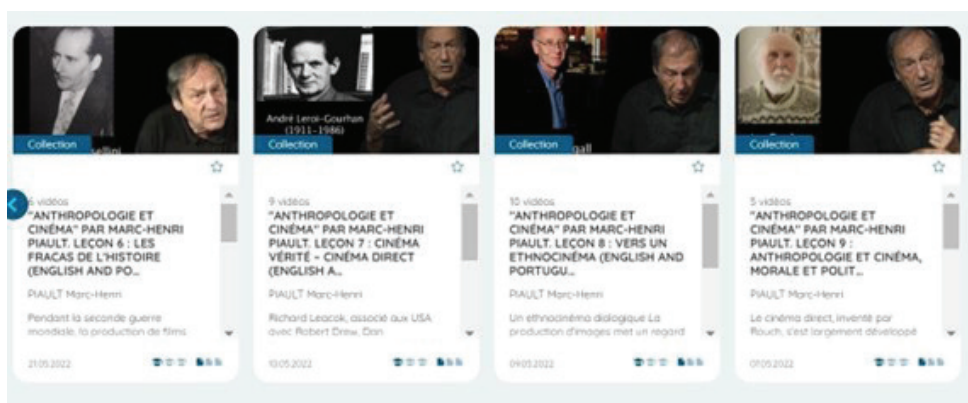 sellini
Collection
6 vidéos
"ANTHROPOLOGIE ET
CINÉMA" PAR MARC-HENRI
PIAULT. LEÇON 6 : LES
FRACAS DE L'HISTOIRE
(ENGLISH AND PO...
PIAULT Marc-Henri
Pendant la seconde guerre
mondiale, la production de films
21.05.2022
André Leroi-Gourhan
(1911-1986)
Collection
9 vidéos
"ANTHROPOLOGIE ET
CINÉMA" PAR MARC-HENRI
PIAULT. LEÇON 7 : CINÉMA
VÉRITÉ – CINÉMA DIRECT
(ENGLISH A...
PIAULT Marc-Henri
Richard Leacok, associé aux USA
avec Robert Drew, Don
10.05.2022
gall
Collection
10 vidéos
"ANTHROPOLOGIE ET
CINÉMA" PAR MARC-HENRI
PIAULT. LEÇON 8 : VERS UN
ETHNOCINÉMA (ENGLISH AND
PORTUGU...
PIAULT Marc-Henri
Un ethnocinéma dialogique La
production d'images met un regard
09.05.2022
Collection
5 vidéos
"ANTHROPOLOGIE ET
CINÉMA" PAR MARC-HENRI
PIAULT. LEÇON 9 :
ANTHROPOLOGIE ET CINÉMA,
MORALE ET POLIT...
PIAULT Marc-Henri
Le cinéma direct, inventé par
Rouch, s'est largement développé
07.05.2022